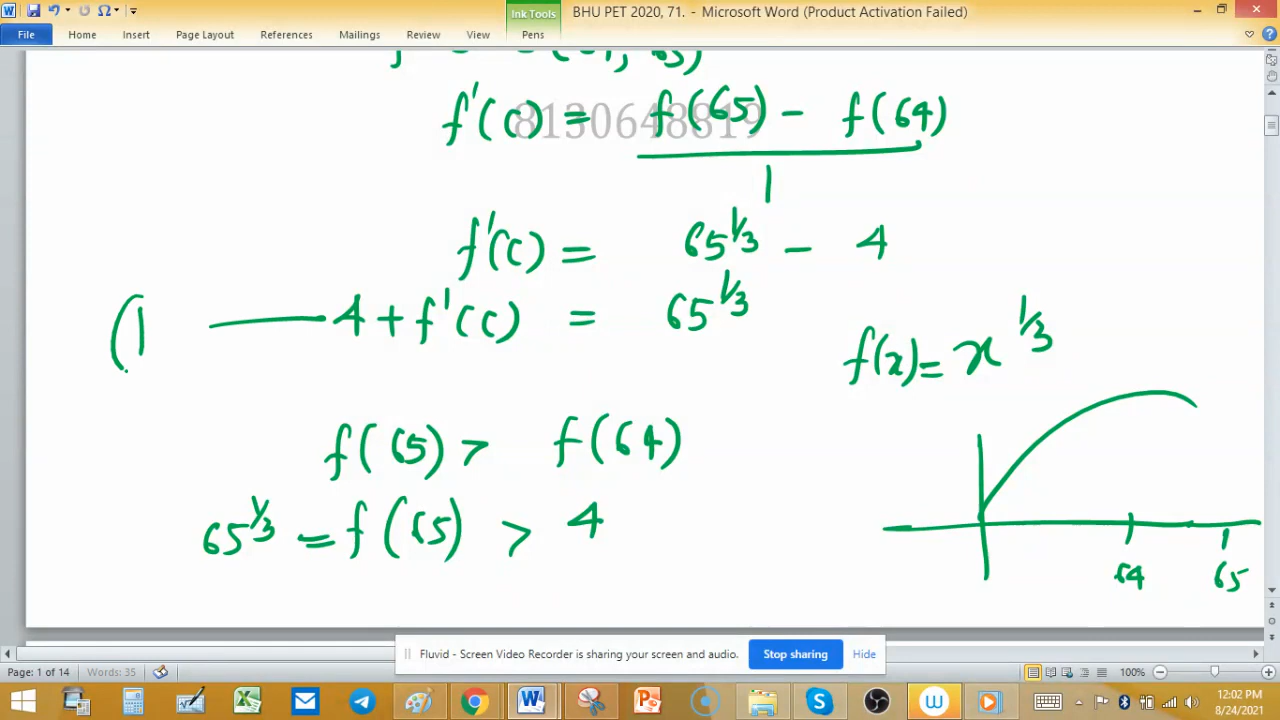 Ink Tools
BHU PET 2020, 71. - Microsoft Word (Product Activation Failed)
File Home Insert Page Layout References Mailings Review View Pens
8130648819
f'(c) = f(65) - f(64)
1
f'(c) = 65^1/3 - 4
(1 — 4 + f'(c) = 65^1/3
f(x) = x^1/3
f(65) > f(64)
65^1/3 = f(65) > 4
64 65
Fluvid - Screen Video Recorder is sharing your screen and audio. Stop sharing Hide
Page: 1 of 14 Words: 35 100%
12:02 PM
8/24/2021